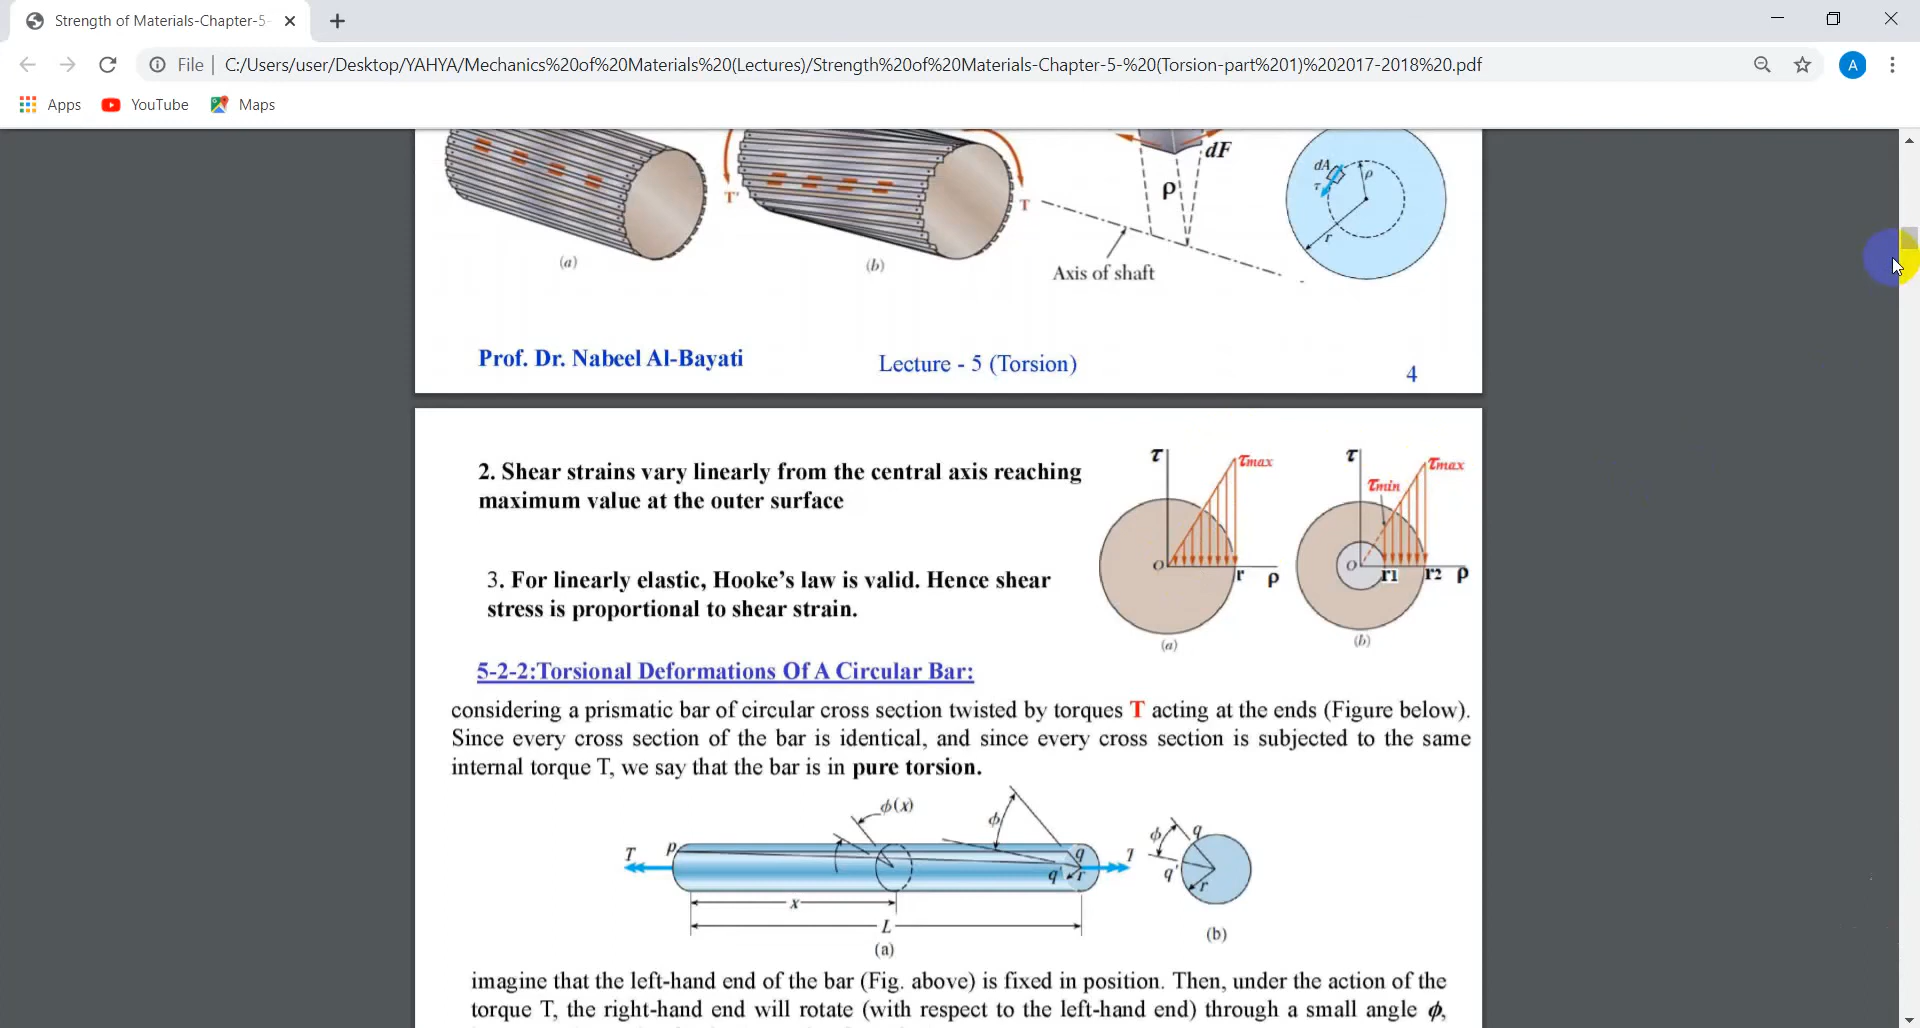 Strength of Materials-Chapter-5-
File | C:/Users/user/Desktop/YAHYA/Mechanics%20of%20Materials%20(Lectures)/Strength%20of%20Materials-Chapter-5-%20(Torsion-part%201)%202017-2018%20.pdf
A
Apps YouTube Maps
T' T dF ρ dA τ ρ r
(a) (b) Axis of shaft
Prof. Dr. Nabeel Al-Bayati Lecture - 5 (Torsion) 4
2. Shear strains vary linearly from the central axis reaching
maximum value at the outer surface
3. For linearly elastic, Hooke’s law is valid. Hence shear
stress is proportional to shear strain.
τ τmax O r ρ (a)
τ τmax τmin O r1 r2 ρ (b)
5-2-2:Torsional Deformations Of A Circular Bar:
considering a prismatic bar of circular cross section twisted by torques T acting at the ends (Figure below).
Since every cross section of the bar is identical, and since every cross section is subjected to the same
internal torque T, we say that the bar is in pure torsion.
T p ϕ(x) ϕ q q' r x L (a)
ϕ q q' r (b)
imagine that the left-hand end of the bar (Fig. above) is fixed in position. Then, under the action of the
torque T, the right-hand end will rotate (with respect to the left-hand end) through a small angle ϕ,